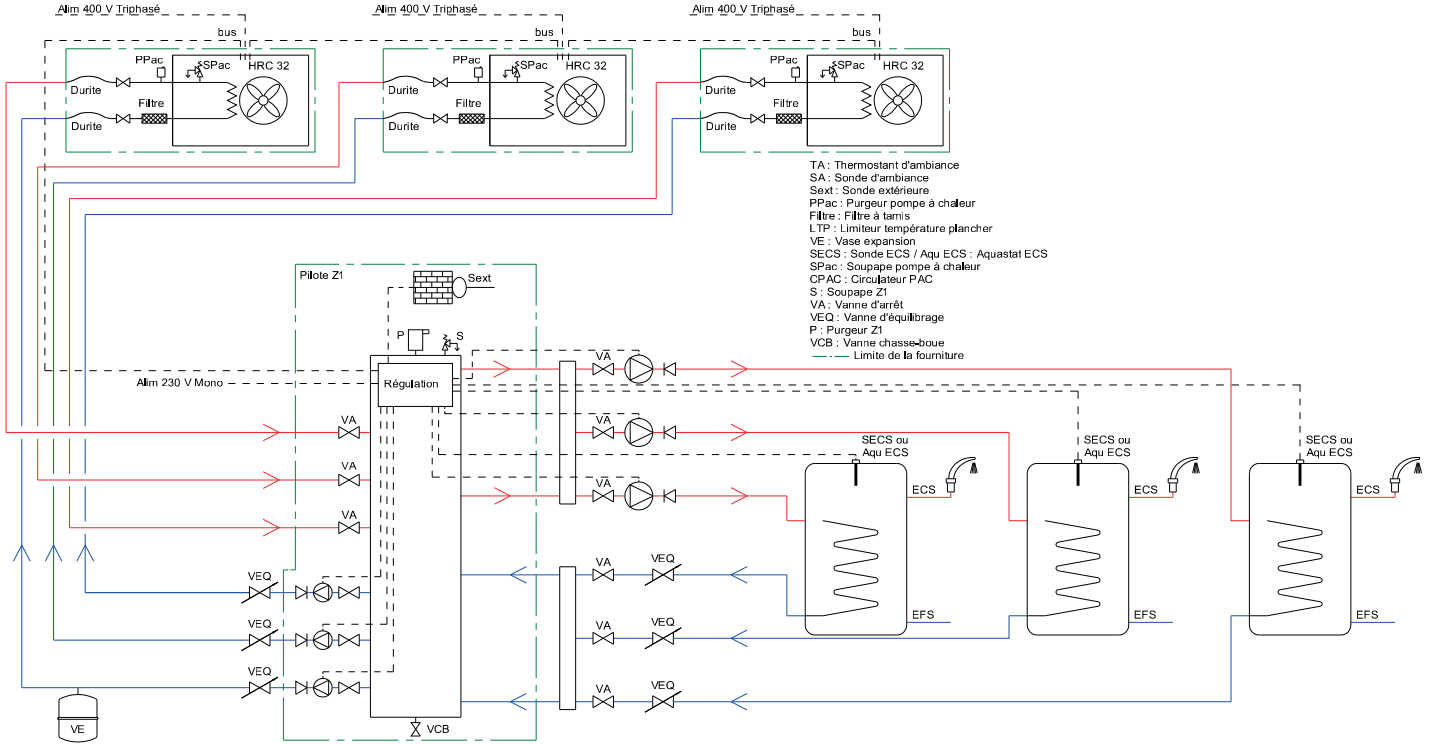 Alim 400 V Triphasé
Alim 400 V Triphasé
Alim 400 V Triphasé
bus
bus
bus
PPac
SPac
HRC 32
Durite
Filtre
Durite
PPac
SPac
HRC 32
Durite
Filtre
Durite
PPac
SPac
HRC 32
Durite
Filtre
Durite
TA : Thermostant d'ambiance
SA : Sonde d'ambiance
Sext : Sonde extérieure
PPac : Purgeur pompe à chaleur
Filtre : Filtre à tamis
LTP : Limiteur température plancher
VE : Vase expansion
SECS : Sonde ECS / Aqu ECS : Aquastat ECS
SPac : Soupape pompe à chaleur
CPAC : Circulateur PAC
S : Soupape Z1
VA : Vanne d'arrêt
VEQ : Vanne d'équilibrage
P : Purgeur Z1
VCB : Vanne chasse-boue
Limite de la fourniture
Pilote Z1
Sext
P
S
Régulation
Alim 230 V Mono
VA
VA
VA
VA
VA
VA
SECS ou
Aqu ECS
SECS ou
Aqu ECS
SECS ou
Aqu ECS
ECS
ECS
ECS
EFS
EFS
EFS
VEQ
VEQ
VEQ
VA
VEQ
VA
VEQ
VA
VEQ
VE
VCB